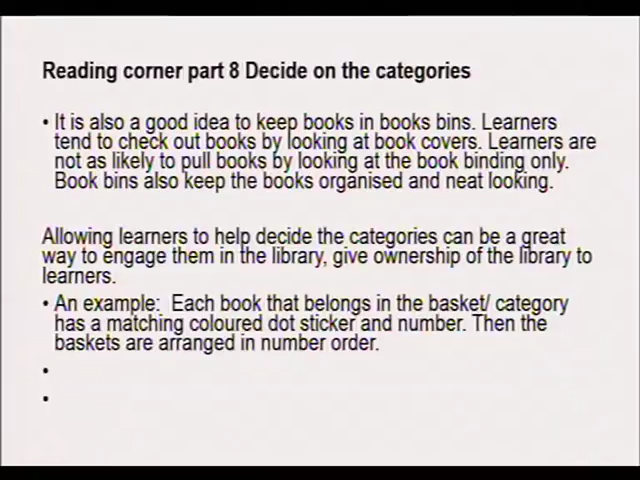 Reading corner part 8 Decide on the categories
• It is also a good idea to keep books in books bins. Learners
tend to check out books by looking at book covers. Learners are
not as likely to pull books by looking at the book binding only.
Book bins also keep the books organised and neat looking.
Allowing learners to help decide the categories can be a great
way to engage them in the library, give ownership of the library to
learners.
• An example:  Each book that belongs in the basket/ category
has a matching coloured dot sticker and number. Then the
baskets are arranged in number order.
•
•